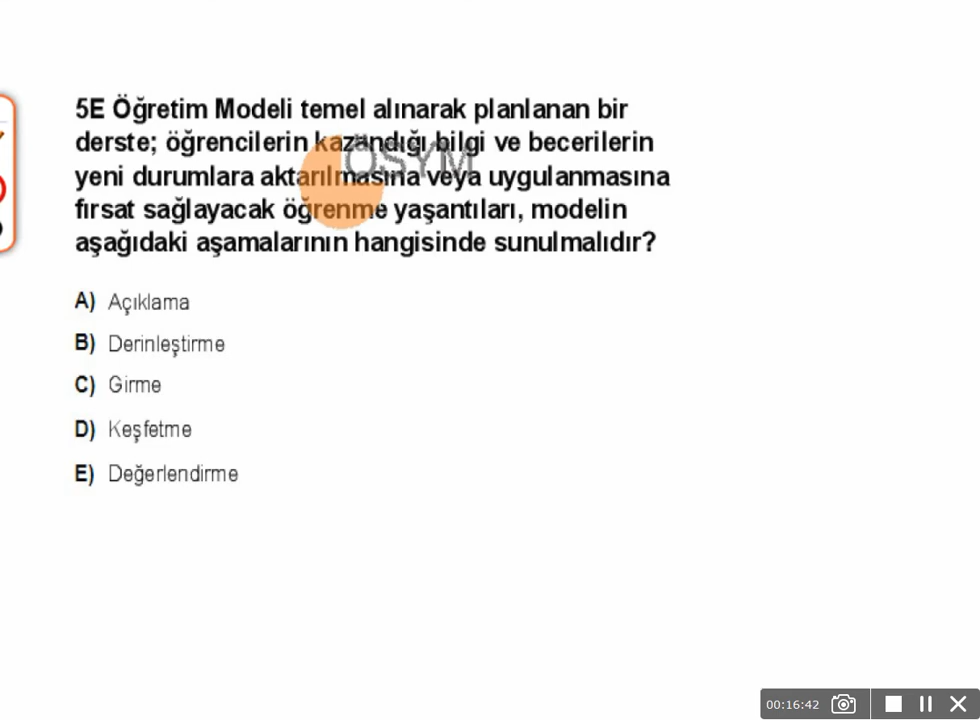 5E Öğretim Modeli temel alınarak planlanan bir
derste; öğrencilerin kazandığı bilgi ve becerilerin
ÖSYM
yeni durumlara aktarılmasına veya uygulanmasına
fırsat sağlayacak öğrenme yaşantıları, modelin
aşağıdaki aşamalarının hangisinde sunulmalıdır?
A) Açıklama
B) Derinleştirme
C) Girme
D) Keşfetme
E) Değerlendirme
00:16:42